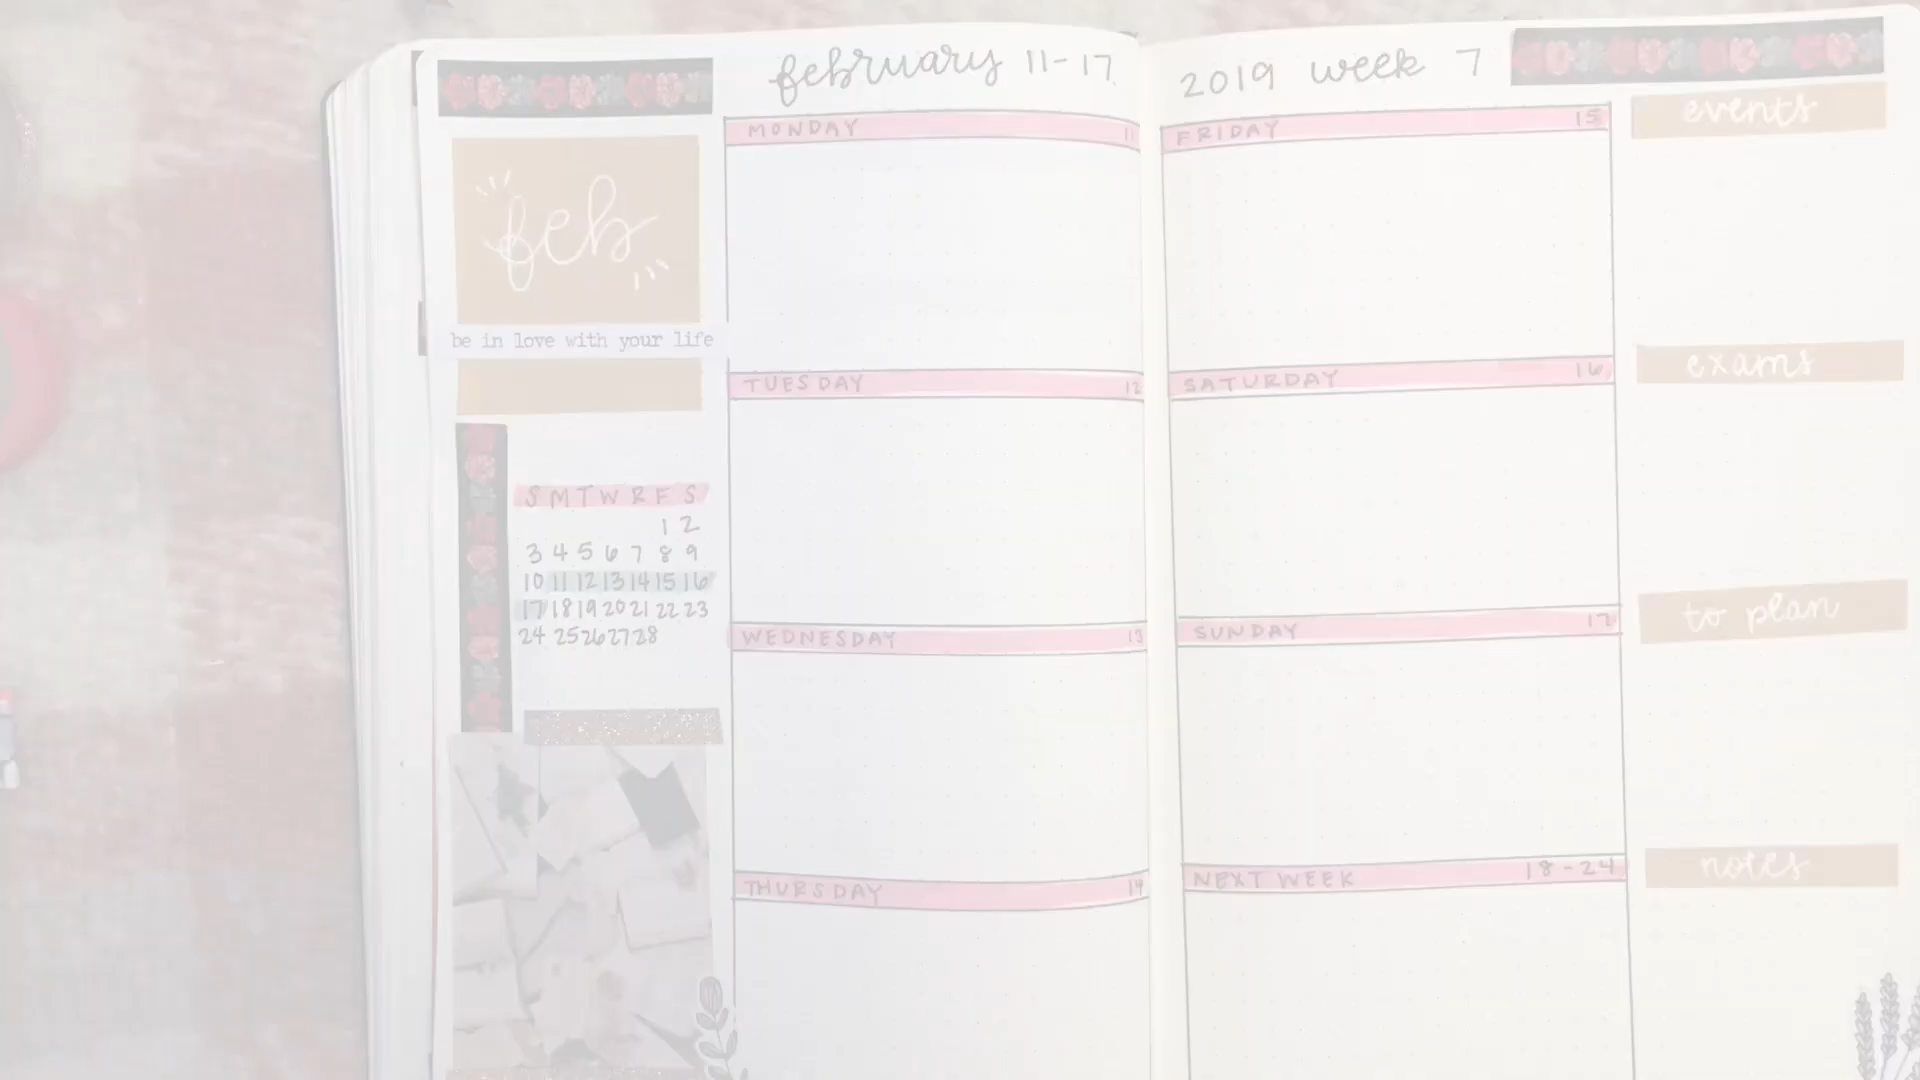 february 11-17
2019 week 7
feb
be in love with your life
S M T W R F S
1 2
3 4 5 6 7 8 9
10 11 12 13 14 15 16
17 18 19 20 21 22 23
24 25 26 27 28
MONDAY 11
TUESDAY 12
WEDNESDAY 13
THURSDAY 14
FRIDAY 15
SATURDAY 16
SUNDAY 17
NEXT WEEK 18-24
events
exams
to plan
notes